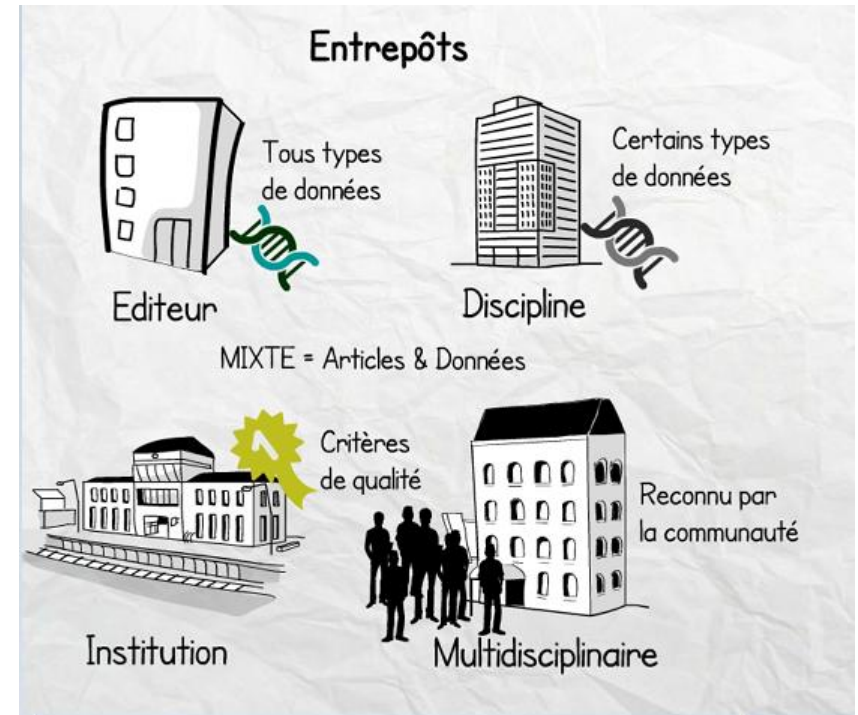 Entrepôts
Tous types
de données
Certains types
de données
Editeur
Discipline
MIXTE = Articles & Données
Critères
de qualité
Reconnu par
la communauté
Institution
Multidisciplinaire